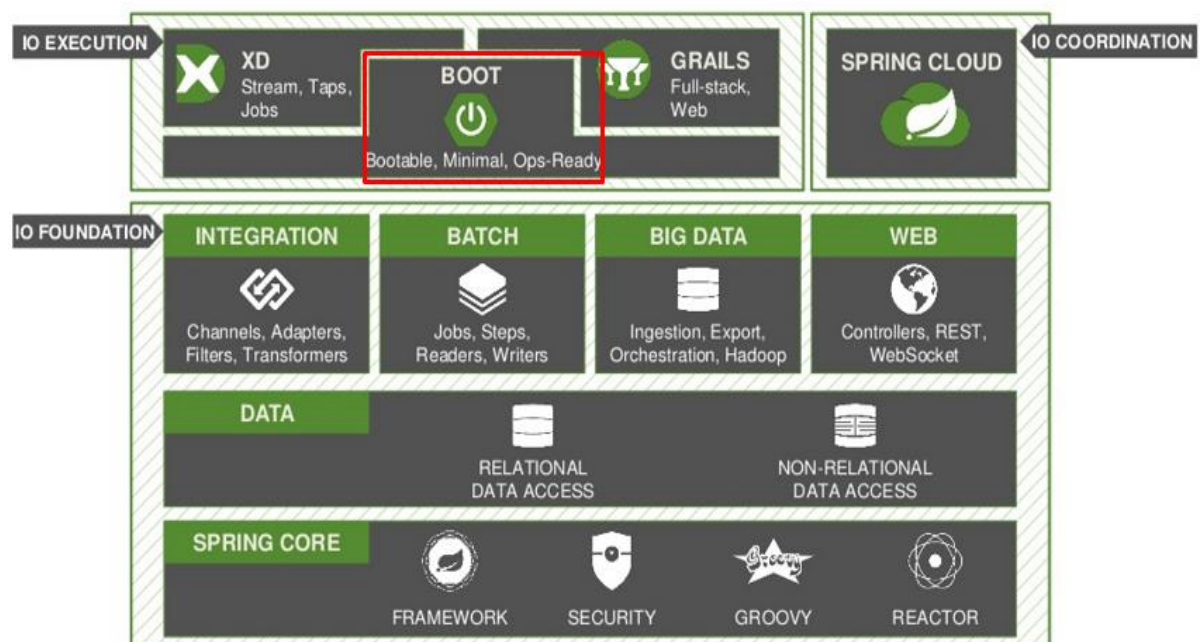 IO EXECUTION
XD
Stream, Taps,
Jobs
BOOT
Bootable, Minimal, Ops-Ready
GRAILS
Full-stack,
Web
SPRING CLOUD
IO COORDINATION
IO FOUNDATION
INTEGRATION
Channels, Adapters,
Filters, Transformers
BATCH
Jobs, Steps,
Readers, Writers
BIG DATA
Ingestion, Export,
Orchestration, Hadoop
WEB
Controllers, REST,
WebSocket
DATA
RELATIONAL
DATA ACCESS
NON-RELATIONAL
DATA ACCESS
SPRING CORE
FRAMEWORK
SECURITY
Groovy
GROOVY
REACTOR